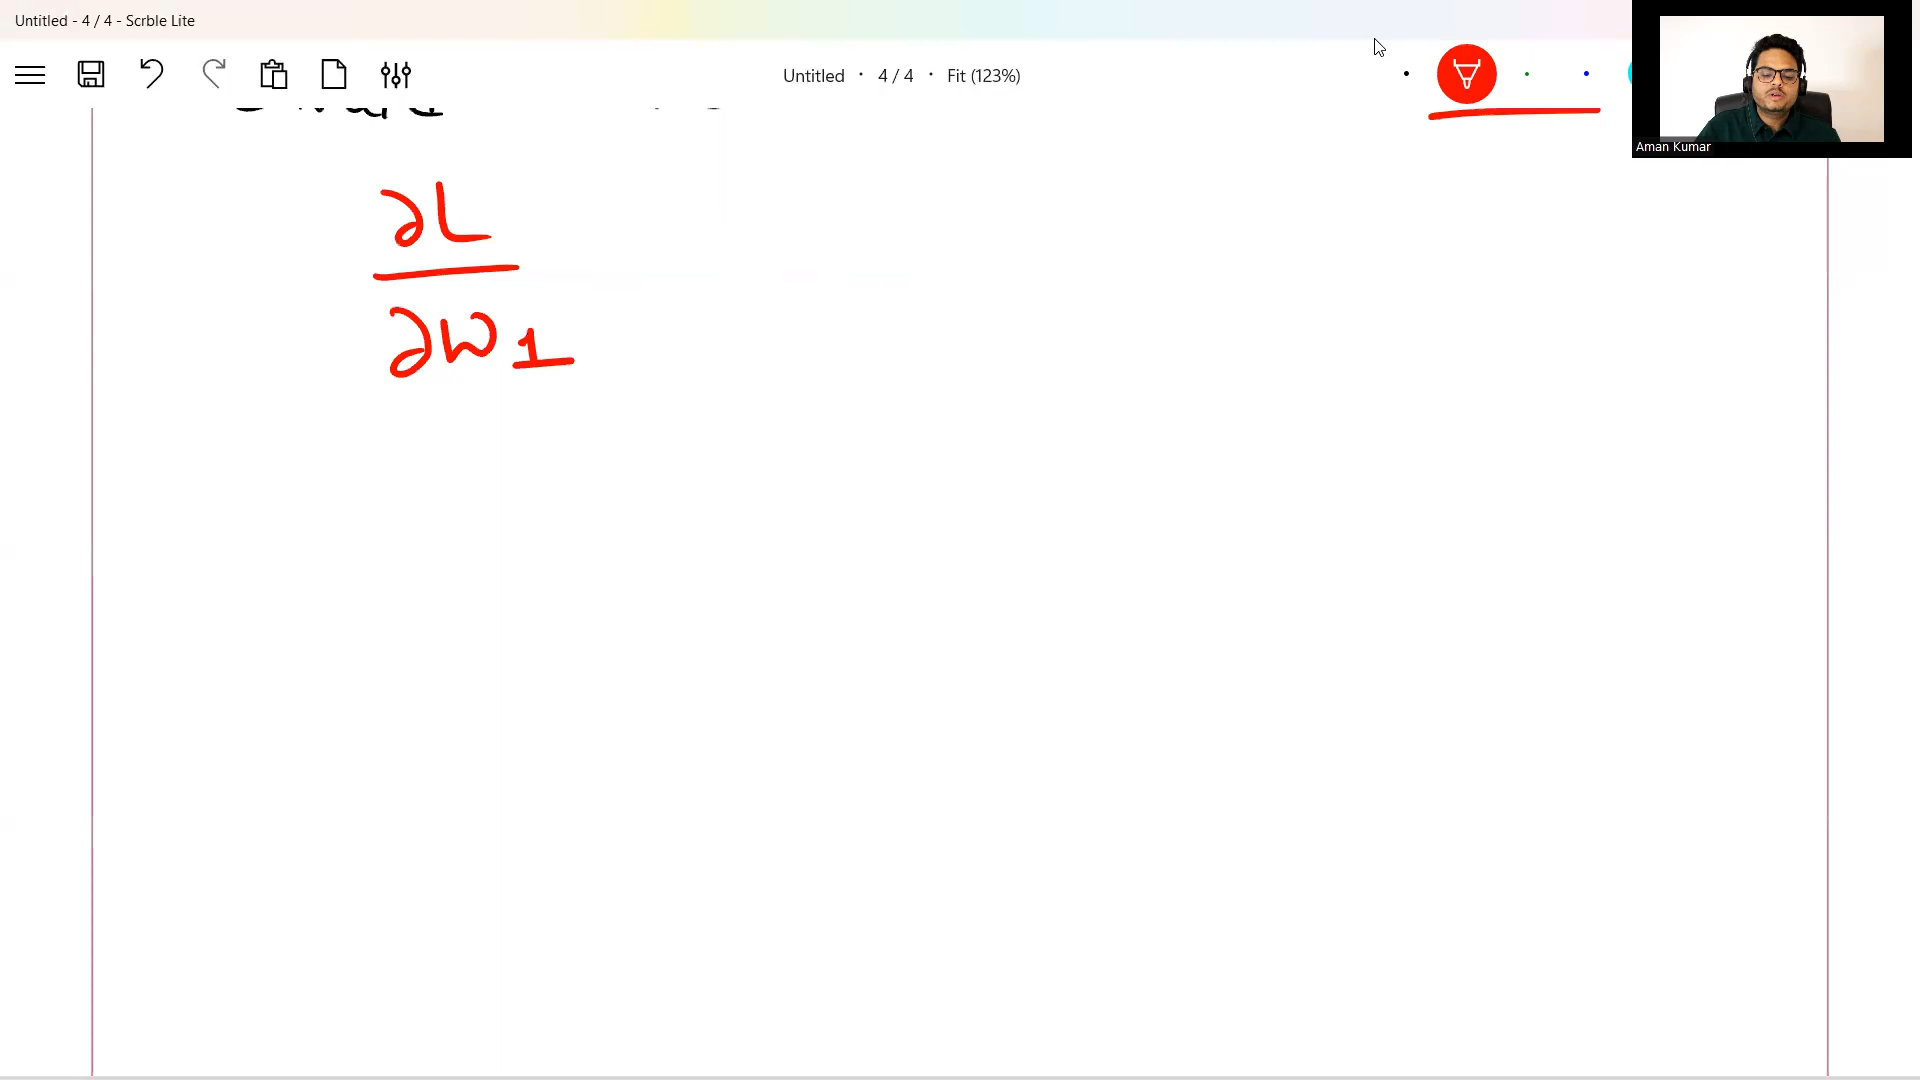 Untitled - 4 / 4 - Scrble Lite
Untitled · 4 / 4 · Fit (123%)
Aman Kumar
∂L
∂W1